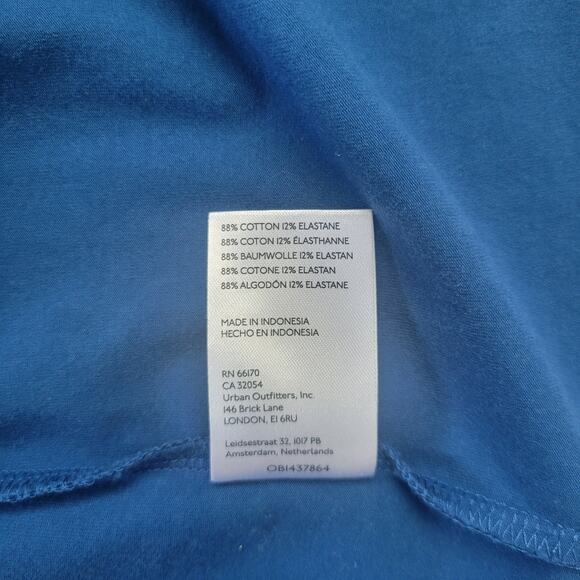 88% COTTON 12% ELASTANE
88% COTON 12% ÉLASTHANNE
88% BAUMWOLLE 12% ELASTAN
88% COTONE 12% ELASTAN
88% ALGODÓN 12% ELASTANE
MADE IN INDONESIA
HECHO EN INDONESIA
RN 66170
CA 32054
Urban Outfitters, Inc.
146 Brick Lane
LONDON, E1 6RU
Leidsestraat 32, 1017 PB
Amsterdam, Netherlands
OB1437864